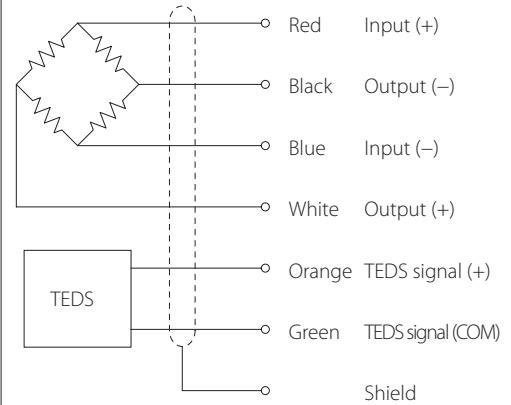 Red Input (+)
Black Output (−)
Blue Input (−)
White Output (+)
TEDS
Orange TEDS signal (+)
Green TEDS signal (COM)
Shield